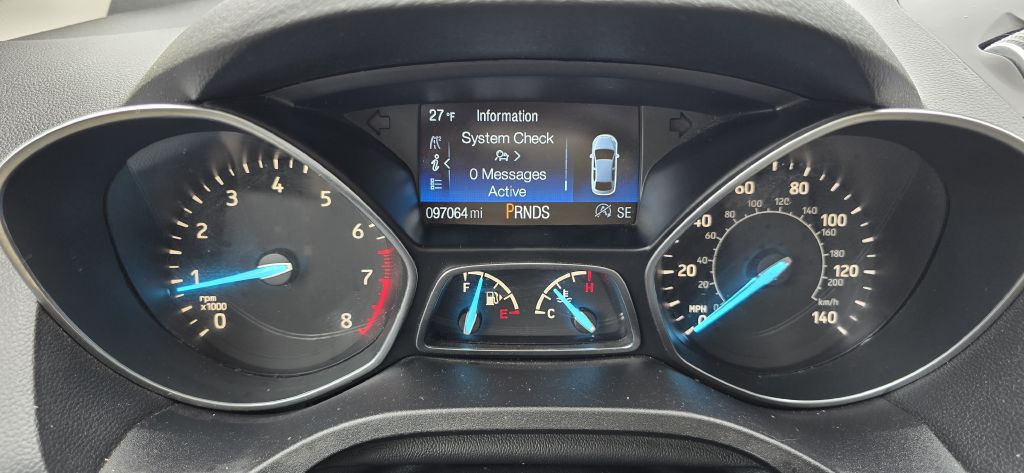 27 °F Information
System Check
0 Messages
Active
097064 mi PRNDS SE
0 1 2 3 4 5 6 7 8
rpm
x1000
F E
C H
0 20 40 60 80 100 120 140
MPH
0 20 40 60 80 100 120 140 160 180 200
km/h